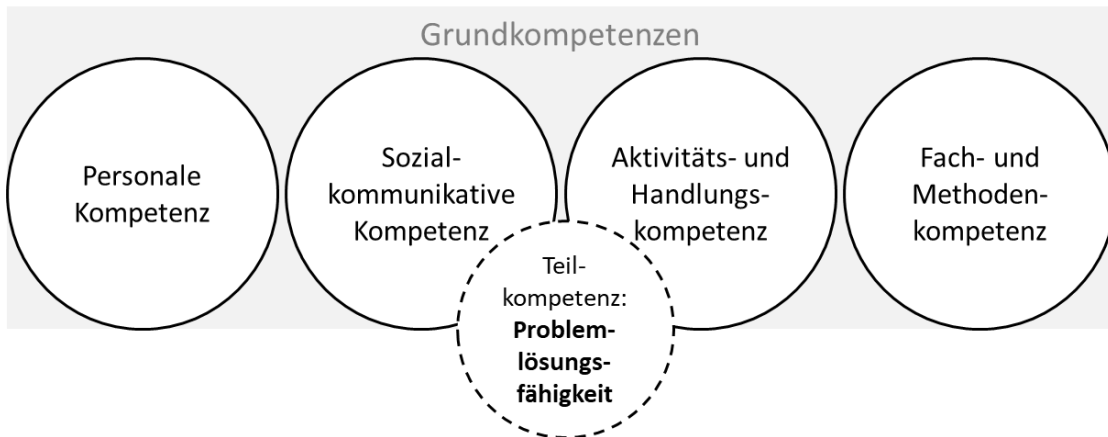 Grundkompetenzen
Personale
Kompetenz
Sozial-
kommunikative
Kompetenz
Aktivitäts- und
Handlungs-
kompetenz
Fach- und
Methoden-
kompetenz
Teil-
kompetenz:
Problem-
lösungs-
fähigkeit